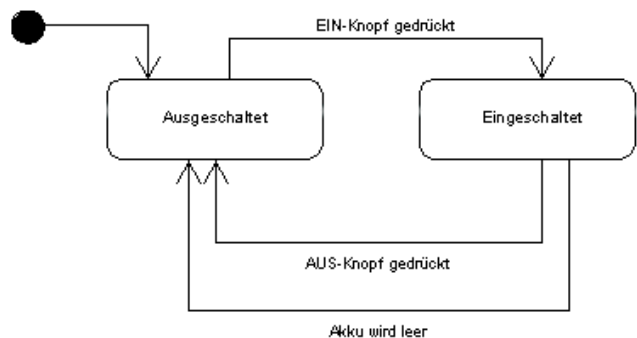 EIN-Knopf gedrückt
Ausgeschaltet
Eingeschaltet
AUS-Knopf gedrückt
Akku wird leer